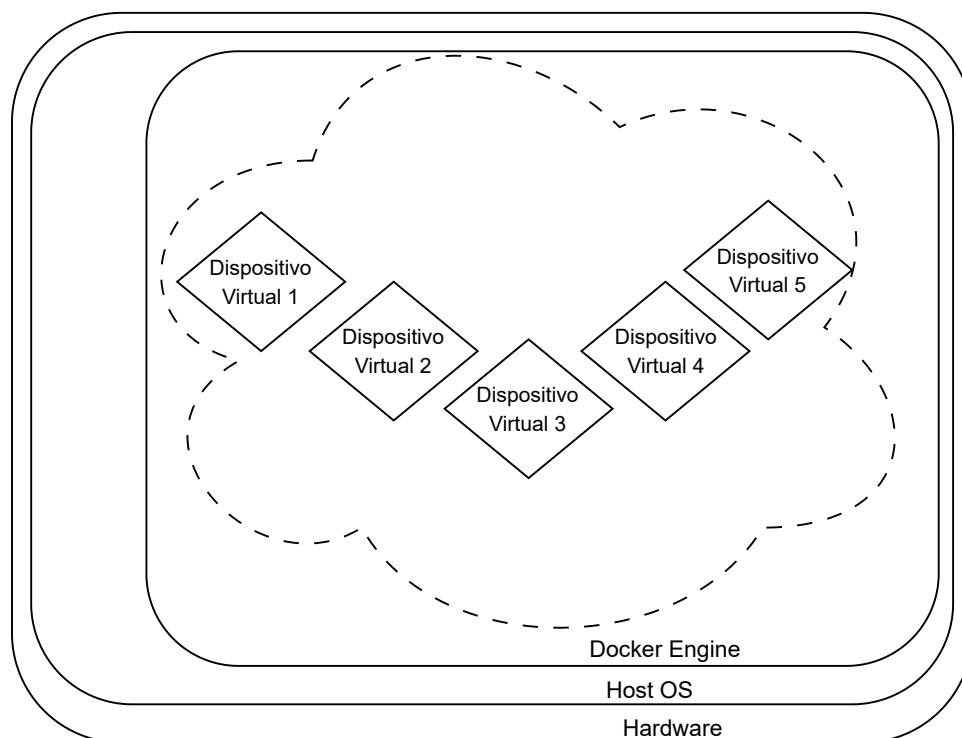 Dispositivo
Virtual 1
Dispositivo
Virtual 2
Dispositivo
Virtual 3
Dispositivo
Virtual 4
Dispositivo
Virtual 5
Docker Engine
Host OS
Hardware